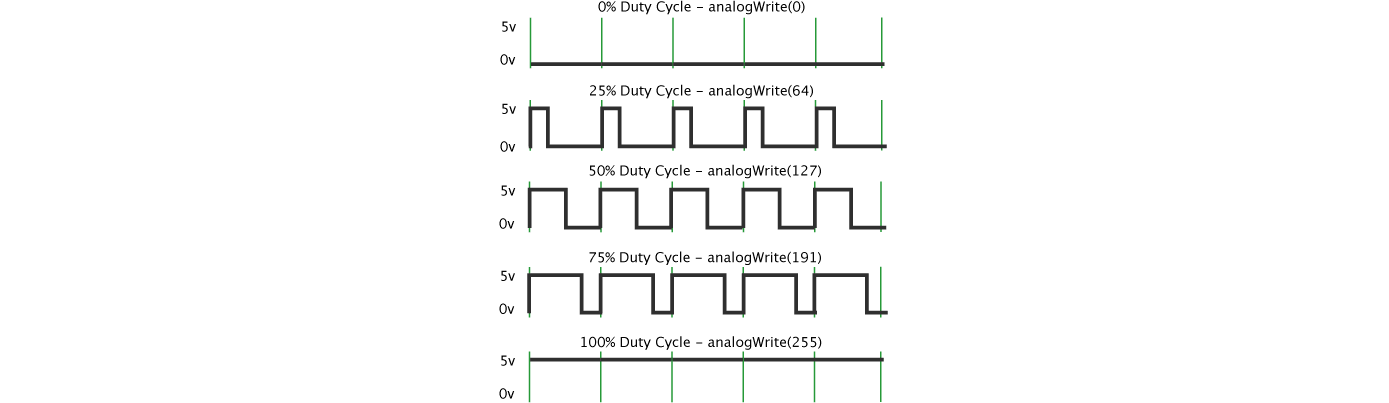 0% Duty Cycle – analogWrite(0)
5v
0v
25% Duty Cycle – analogWrite(64)
5v
0v
50% Duty Cycle – analogWrite(127)
5v
0v
75% Duty Cycle – analogWrite(191)
5v
0v
100% Duty Cycle – analogWrite(255)
5v
0v